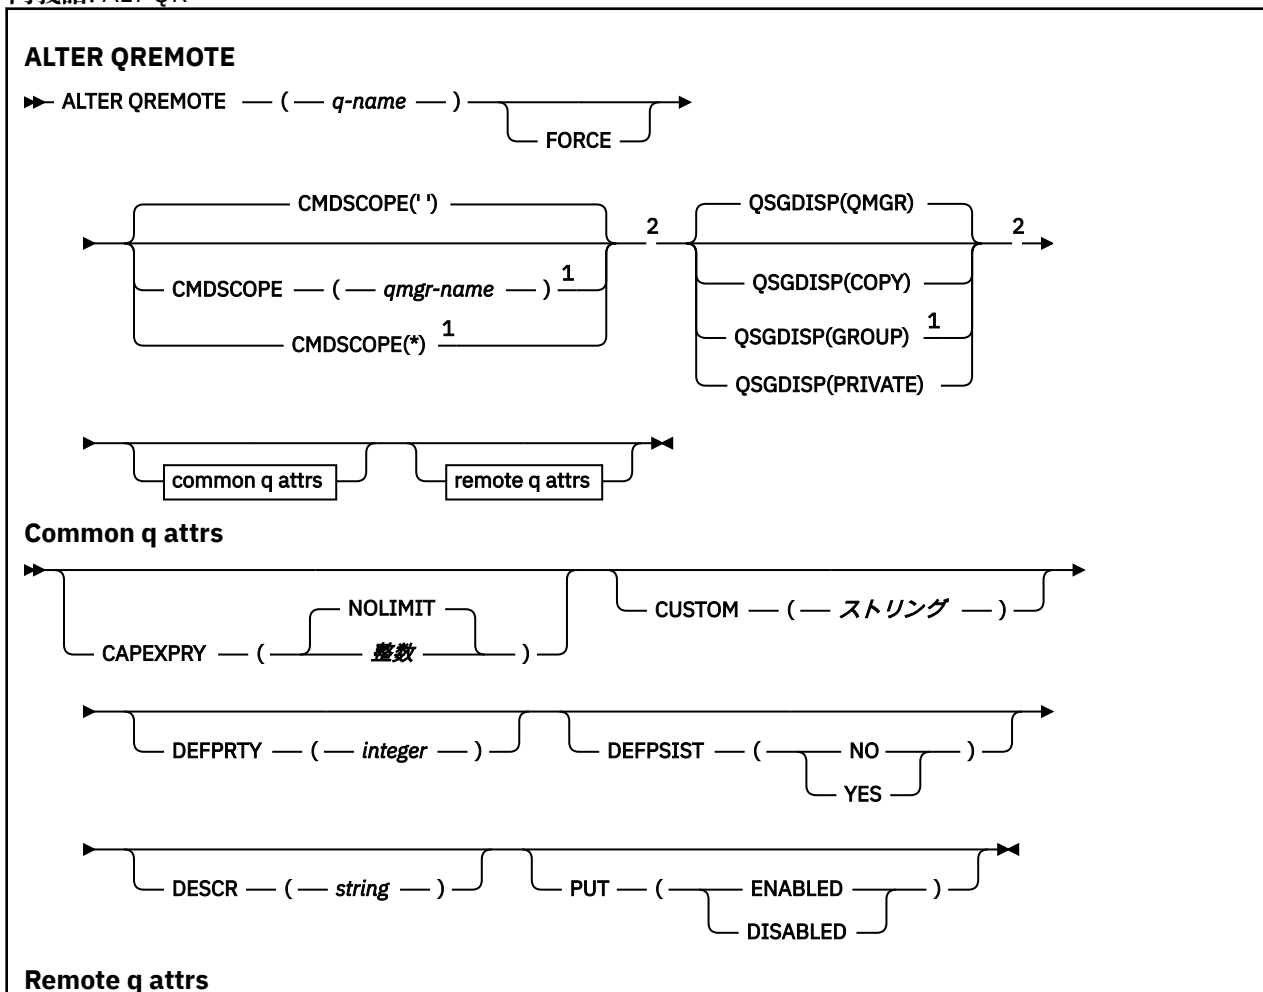 ALTER QREMOTE
ALTER QREMOTE ( q-name )
FORCE
CMDSCOPE(' ')
CMDSCOPE ( qmgr-name ) 1
CMDSCOPE(*) 1
2
QSGDISP(QMGR)
QSGDISP(COPY)
QSGDISP(GROUP) 1
QSGDISP(PRIVATE)
2
common q attrs
remote q attrs
Common q attrs
CAPEXPRY ( NOLIMIT
整数 )
CUSTOM ( ストリング )
DEFPRTY ( integer )
DEFPSIST ( NO
YES )
DESCR ( string )
PUT ( ENABLED
DISABLED )
Remote q attrs